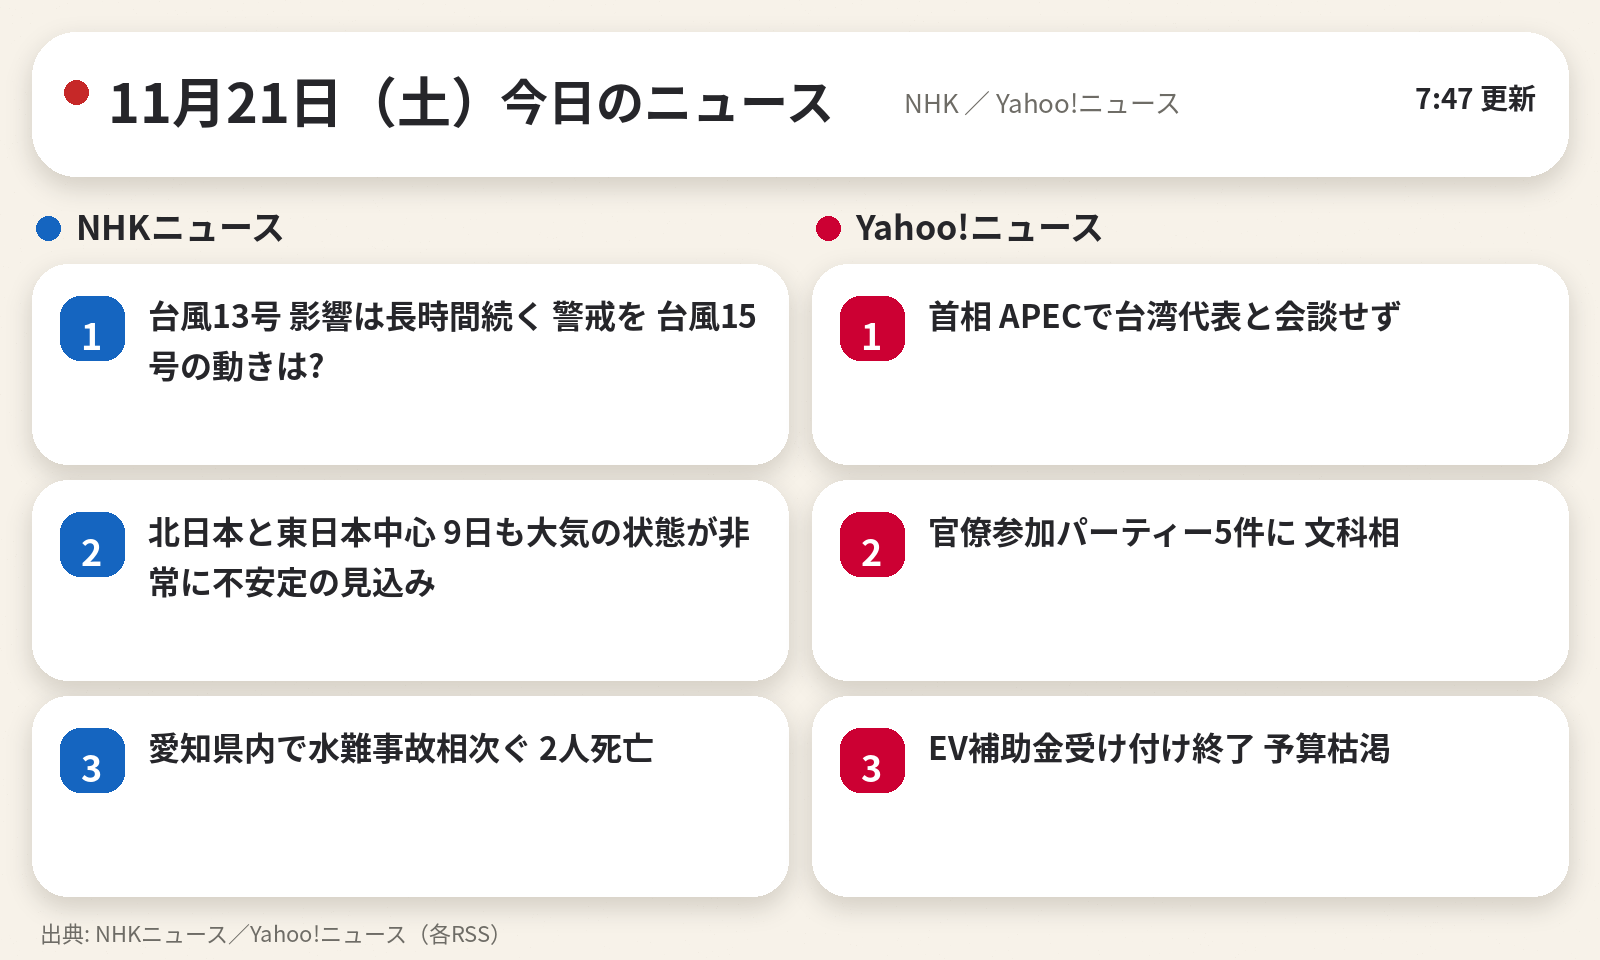 11月21日（土）今日のニュース
NHK ／ Yahoo!ニュース
7:47 更新
NHKニュース
1
台風13号 影響は長時間続く 警戒を 台風15
号の動きは?
2
北日本と東日本中心 9日も大気の状態が非
常に不安定の見込み
3
愛知県内で水難事故相次ぐ 2人死亡
Yahoo!ニュース
1
首相 APECで台湾代表と会談せず
2
官僚参加パーティー5件に 文科相
3
EV補助金受け付け終了 予算枯渇
出典: NHKニュース／Yahoo!ニュース（各RSS）